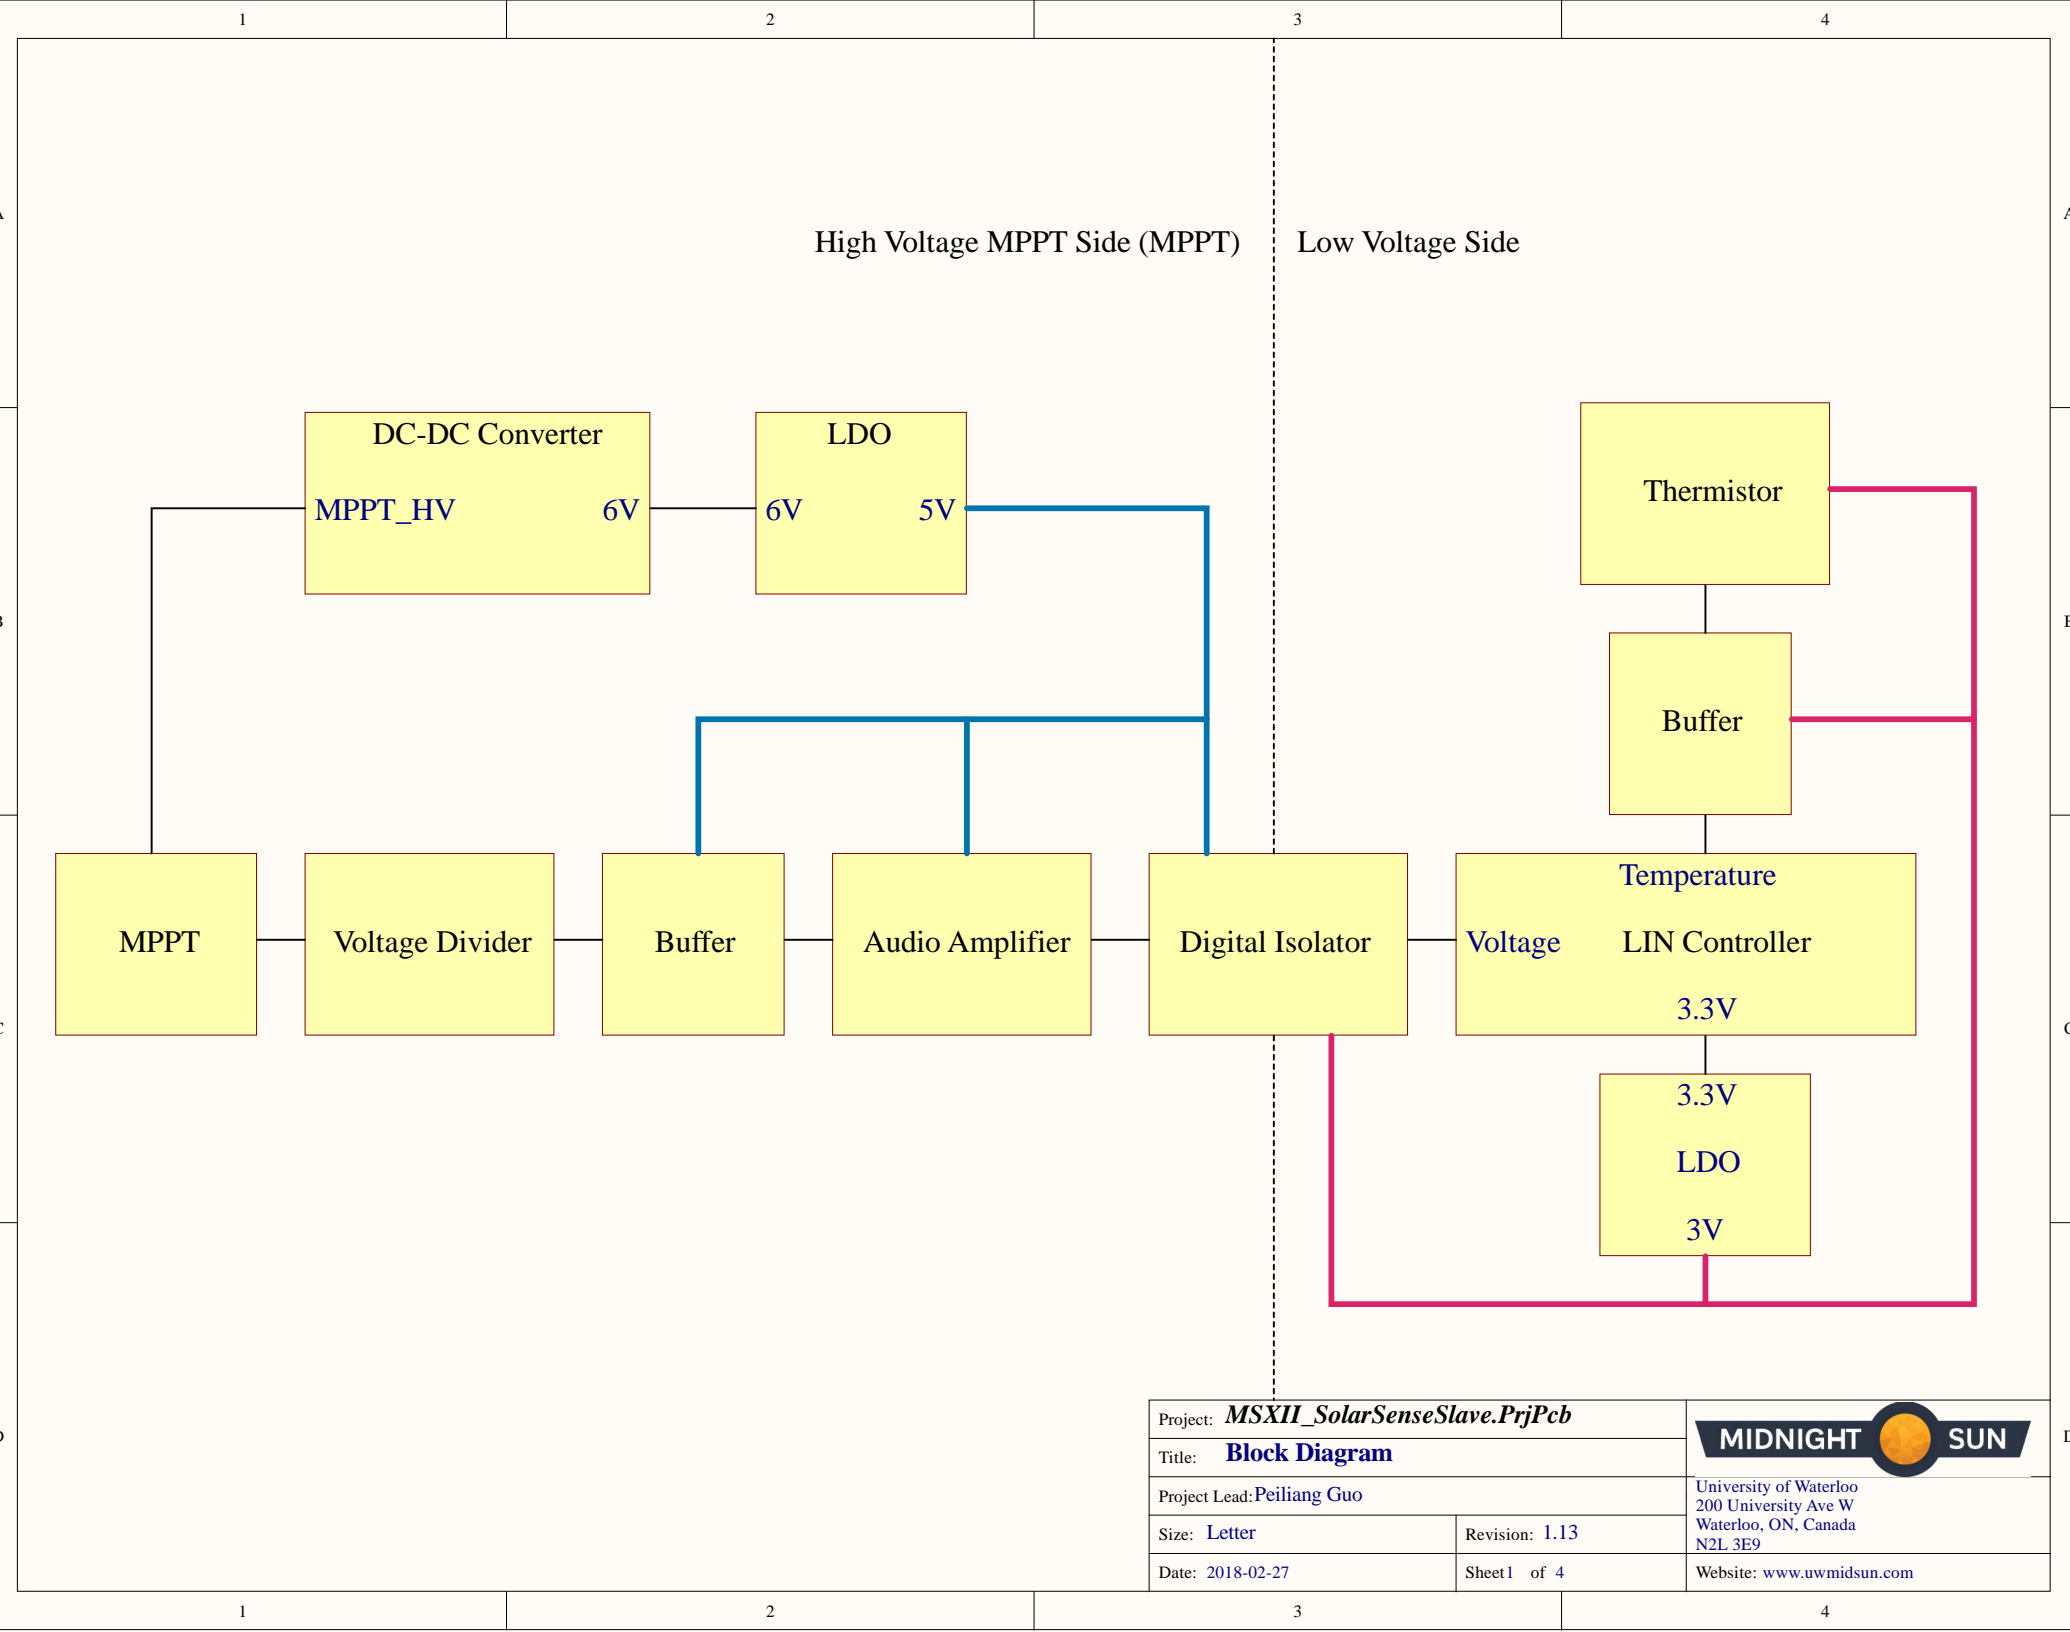 1 2 3 4
A A
High Voltage MPPT Side (MPPT) Low Voltage Side
DC-DC Converter
MPPT_HV 6V
LDO
6V 5V
Thermistor
B B
Buffer
MPPT
Voltage Divider
Buffer
Audio Amplifier
Digital Isolator
Temperature
Voltage LIN Controller
3.3V
C C
3.3V
LDO
3V
D D
Project: MSXII_SolarSenseSlave.PrjPcb
Title: Block Diagram
Project Lead: Peiliang Guo
Size: Letter
Revision: 1.13
Date: 2018-02-27
Sheet 1 of 4
MIDNIGHT SUN
University of Waterloo
200 University Ave W
Waterloo, ON, Canada
N2L 3E9
Website: www.uwmidsun.com
1 2 3 4